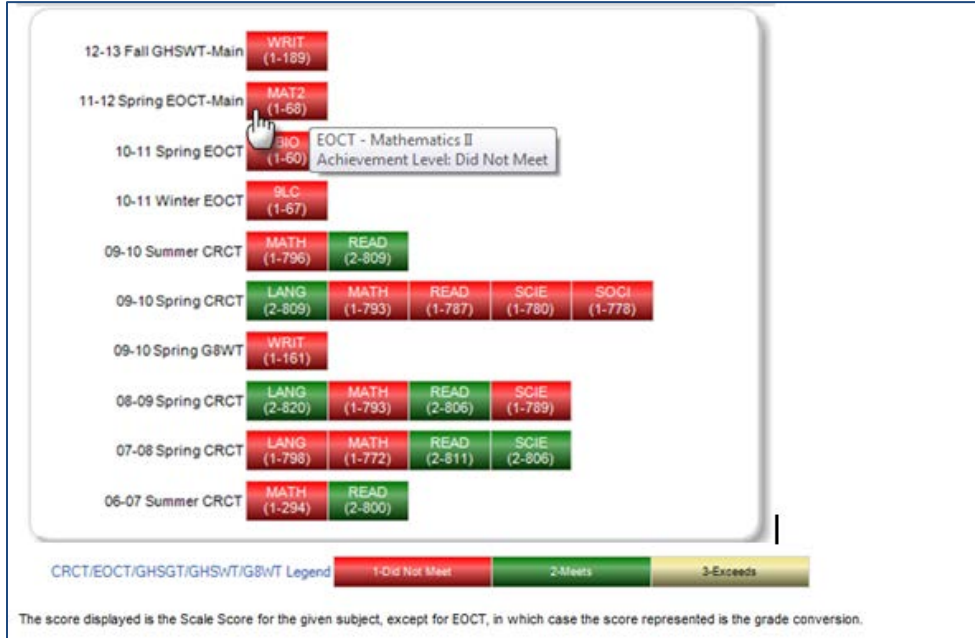 12-13 Fall GHSWT-Main WRIT (1-189)
11-12 Spring EOCT-Main MAT2 (1-68)
EOCT - Mathematics II
Achievement Level: Did Not Meet
10-11 Spring EOCT BIO (1-60)
10-11 Winter EOCT 9LC (1-67)
09-10 Summer CRCT MATH (1-796) READ (2-809)
09-10 Spring CRCT LANG (2-809) MATH (1-793) READ (1-787) SCIE (1-780) SOCI (1-778)
09-10 Spring G8WT WRIT (1-161)
08-09 Spring CRCT LANG (2-820) MATH (1-793) READ (2-806) SCIE (1-789)
07-08 Spring CRCT LANG (1-798) MATH (1-772) READ (2-811) SCIE (2-806)
06-07 Summer CRCT MATH (1-294) READ (2-800)
CRCT/EOCT/GHSGT/GHSWT/G8WT Legend 1-Did Not Meet 2-Meets 3-Exceeds
The score displayed is the Scale Score for the given subject, except for EOCT, in which case the score represented is the grade conversion.